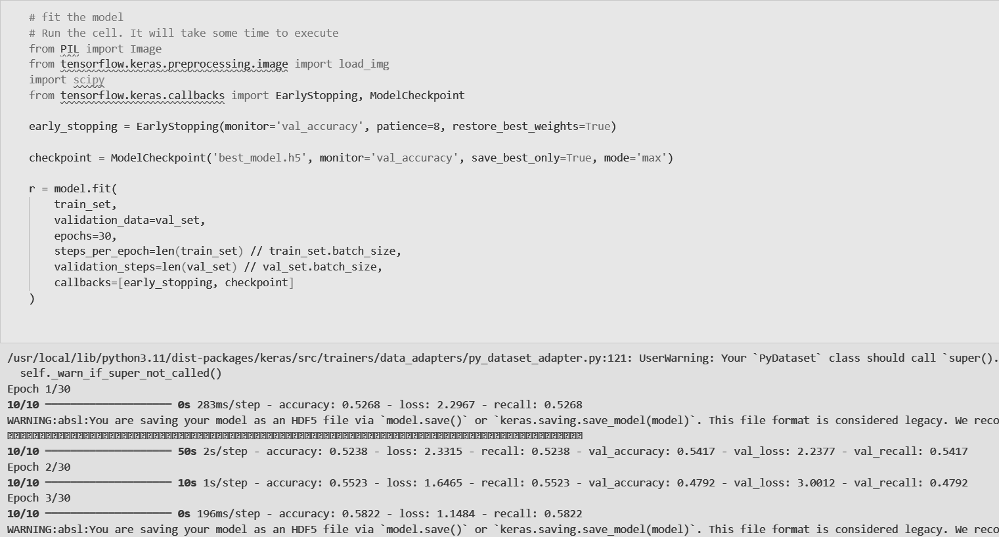 # fit the model
# Run the cell. It will take some time to execute
from PIL import Image
from tensorflow.keras.preprocessing.image import load_img
import scipy
from tensorflow.keras.callbacks import EarlyStopping, ModelCheckpoint
early_stopping = EarlyStopping(monitor='val_accuracy', patience=8, restore_best_weights=True)
checkpoint = ModelCheckpoint('best_model.h5', monitor='val_accuracy', save_best_only=True, mode='max')
r = model.fit(
train_set,
validation_data=val_set,
epochs=30,
steps_per_epoch=len(train_set) // train_set.batch_size,
validation_steps=len(val_set) // val_set.batch_size,
callbacks=[early_stopping, checkpoint]
)
/usr/local/lib/python3.11/dist-packages/keras/src/trainers/data_adapters/py_dataset_adapter.py:121: UserWarning: Your `PyDataset` class should call `super().
self._warn_if_super_not_called()
Epoch 1/30
10/10 ━━━━━━━━━━━━━━━━━━━━ 0s 283ms/step - accuracy: 0.5268 - loss: 2.2967 - recall: 0.5268
WARNING:absl:You are saving your model as an HDF5 file via `model.save()` or `keras.saving.save_model(model)`. This file format is considered legacy. We reco
10/10 ━━━━━━━━━━━━━━━━━━━━ 50s 2s/step - accuracy: 0.5238 - loss: 2.3315 - recall: 0.5238 - val_accuracy: 0.5417 - val_loss: 2.2377 - val_recall: 0.5417
Epoch 2/30
10/10 ━━━━━━━━━━━━━━━━━━━━ 10s 1s/step - accuracy: 0.5523 - loss: 1.6465 - recall: 0.5523 - val_accuracy: 0.4792 - val_loss: 3.0012 - val_recall: 0.4792
Epoch 3/30
10/10 ━━━━━━━━━━━━━━━━━━━━ 0s 196ms/step - accuracy: 0.5822 - loss: 1.1484 - recall: 0.5822
WARNING:absl:You are saving your model as an HDF5 file via `model.save()` or `keras.saving.save_model(model)`. This file format is considered legacy. We reco